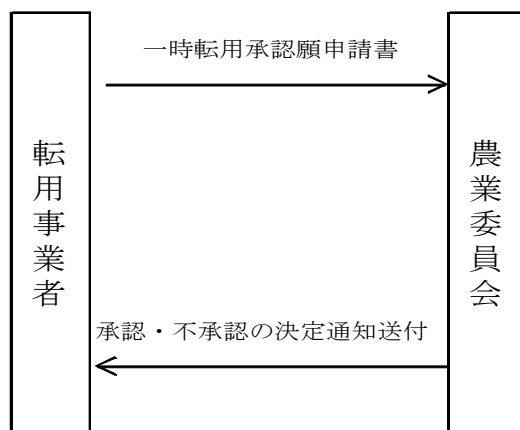 一時転用承認願申請書
転用事業者
農業委員会
承認・不承認の決定通知送付